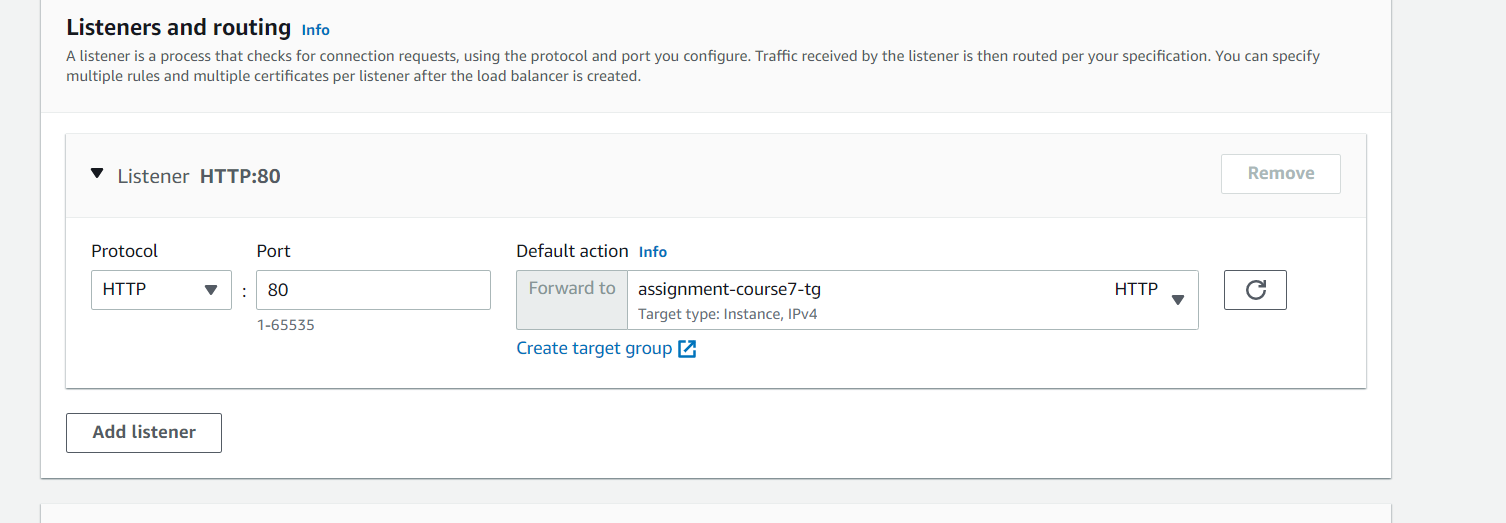 Listeners and routing Info
A listener is a process that checks for connection requests, using the protocol and port you configure. Traffic received by the listener is then routed per your specification. You can specify
multiple rules and multiple certificates per listener after the load balancer is created.
Listener HTTP:80
Remove
Protocol Port Default action Info
HTTP : 80 Forward to assignment-course7-tg HTTP
Target type: Instance, IPv4
1-65535
Create target group
Add listener